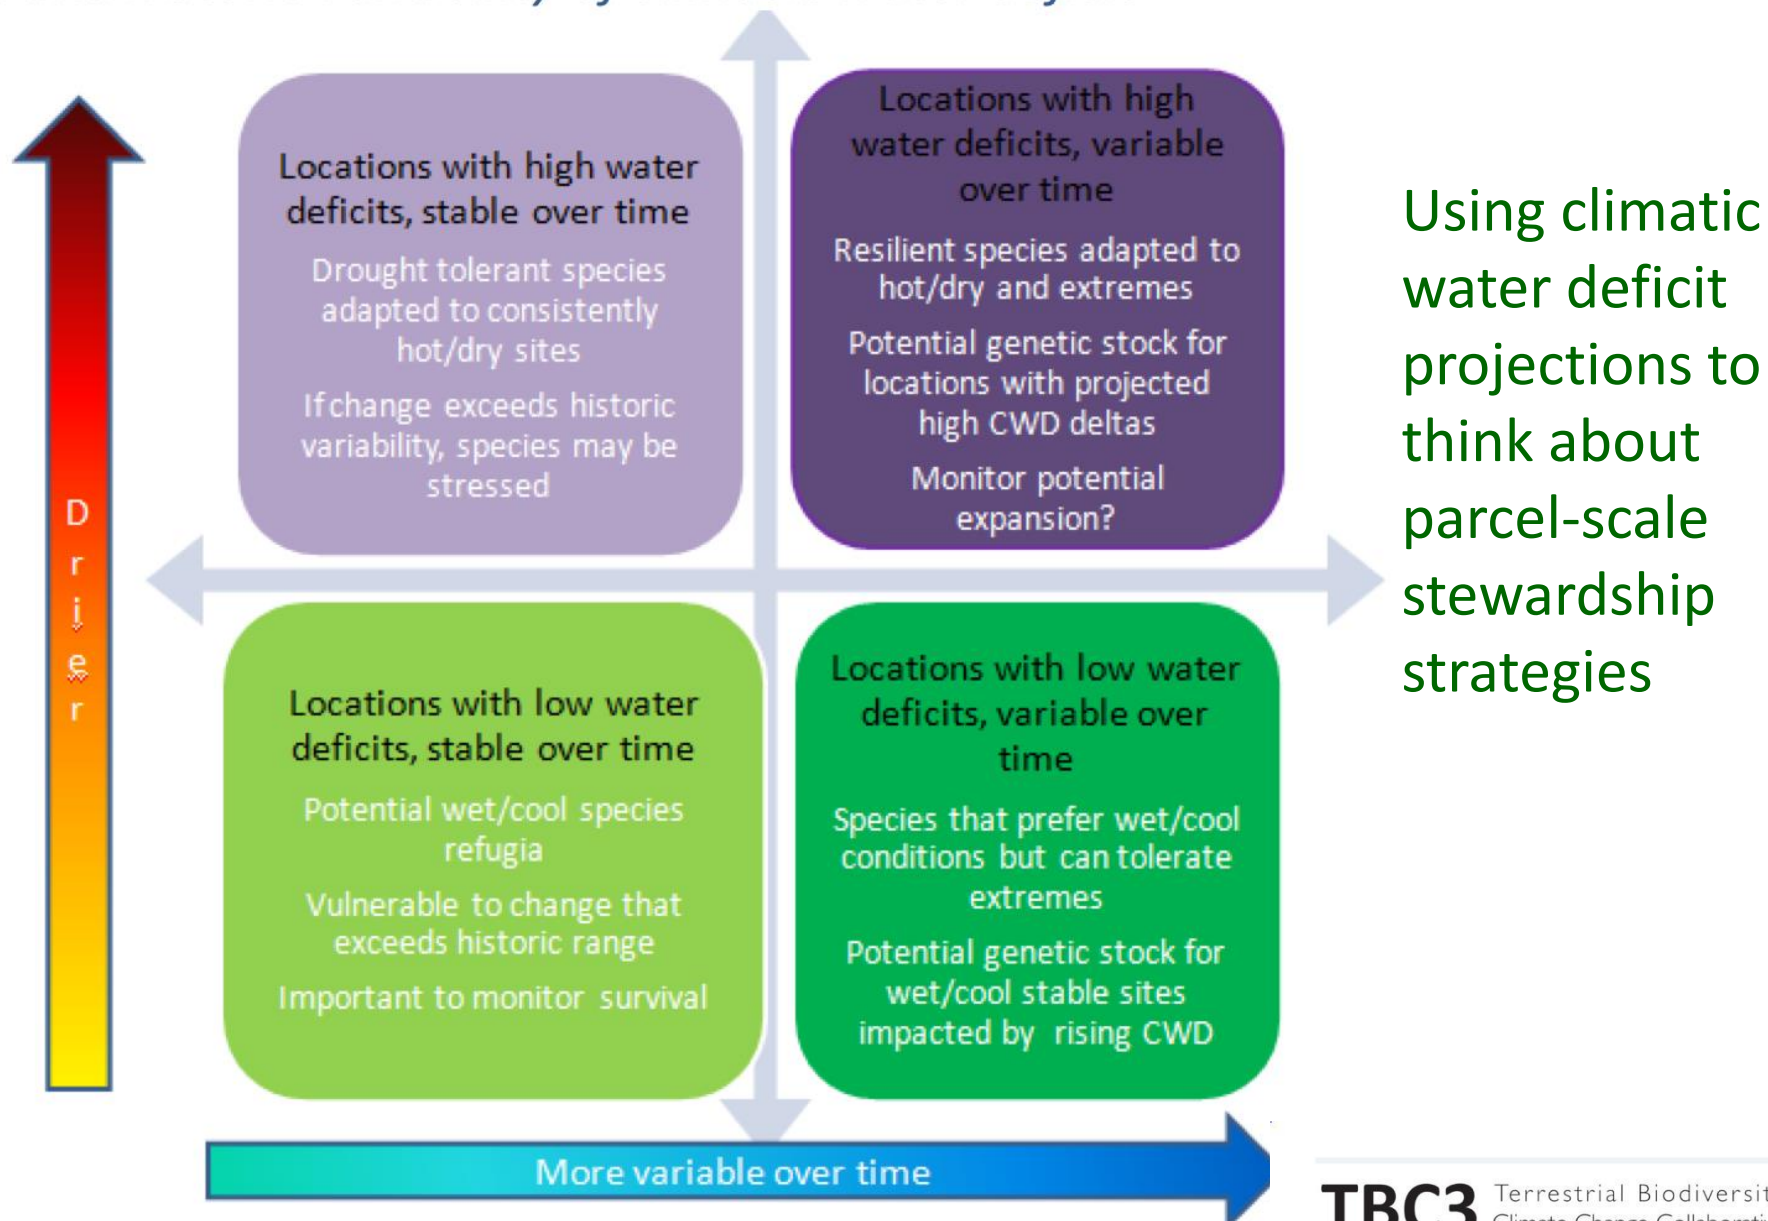 Locations with high water
deficits, stable over time
Drought tolerant species
adapted to consistently
hot/dry sites
If change exceeds historic
variability, species may be
stressed
Locations with high
water deficits, variable
over time
Resilient species adapted to
hot/dry and extremes
Potential genetic stock for
locations with projected
high CWD deltas
Monitor potential
expansion?
Using climatic
water deficit
projections to
think about
parcel-scale
stewardship
strategies
D
r
i
e
r
Locations with low water
deficits, stable over time
Potential wet/cool species
refugia
Vulnerable to change that
exceeds historic range
Important to monitor survival
Locations with low water
deficits, variable over
time
Species that prefer wet/cool
conditions but can tolerate
extremes
Potential genetic stock for
wet/cool stable sites
impacted by rising CWD
More variable over time
TBC3
Terrestrial Biodiversit
Climate Change Collaborativ